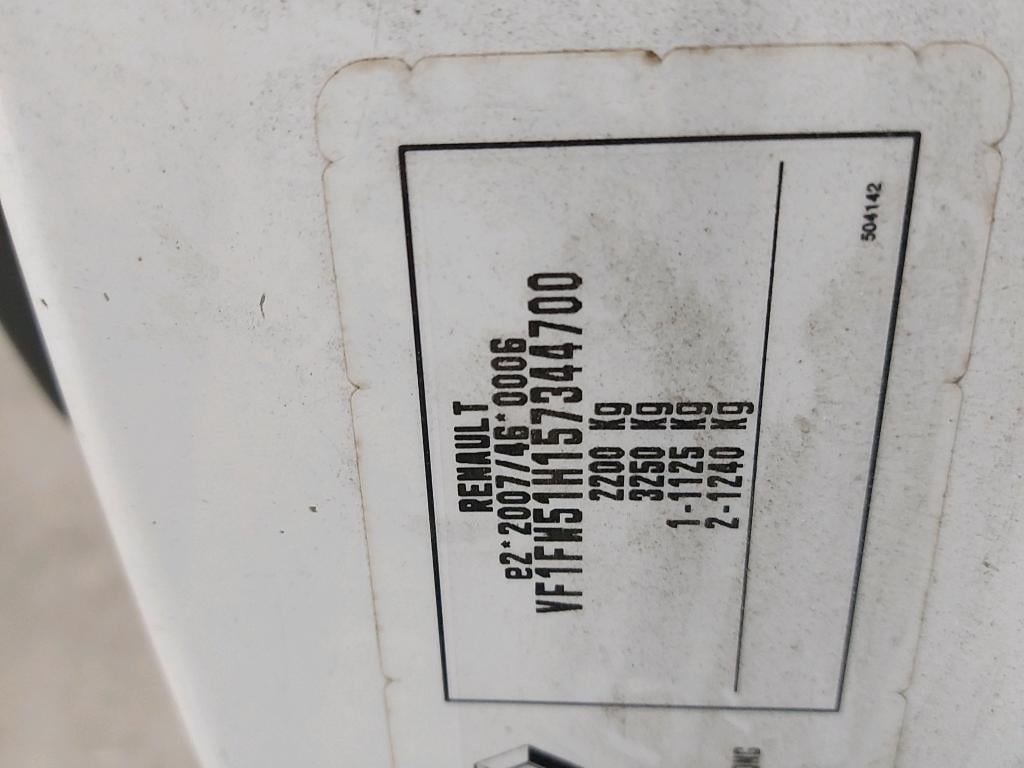 RENAULT
e2*2007/46*0006
VF1FW51H157344700
2200 Kg
3250 Kg
1-1125 Kg
2-1240 Kg
504142